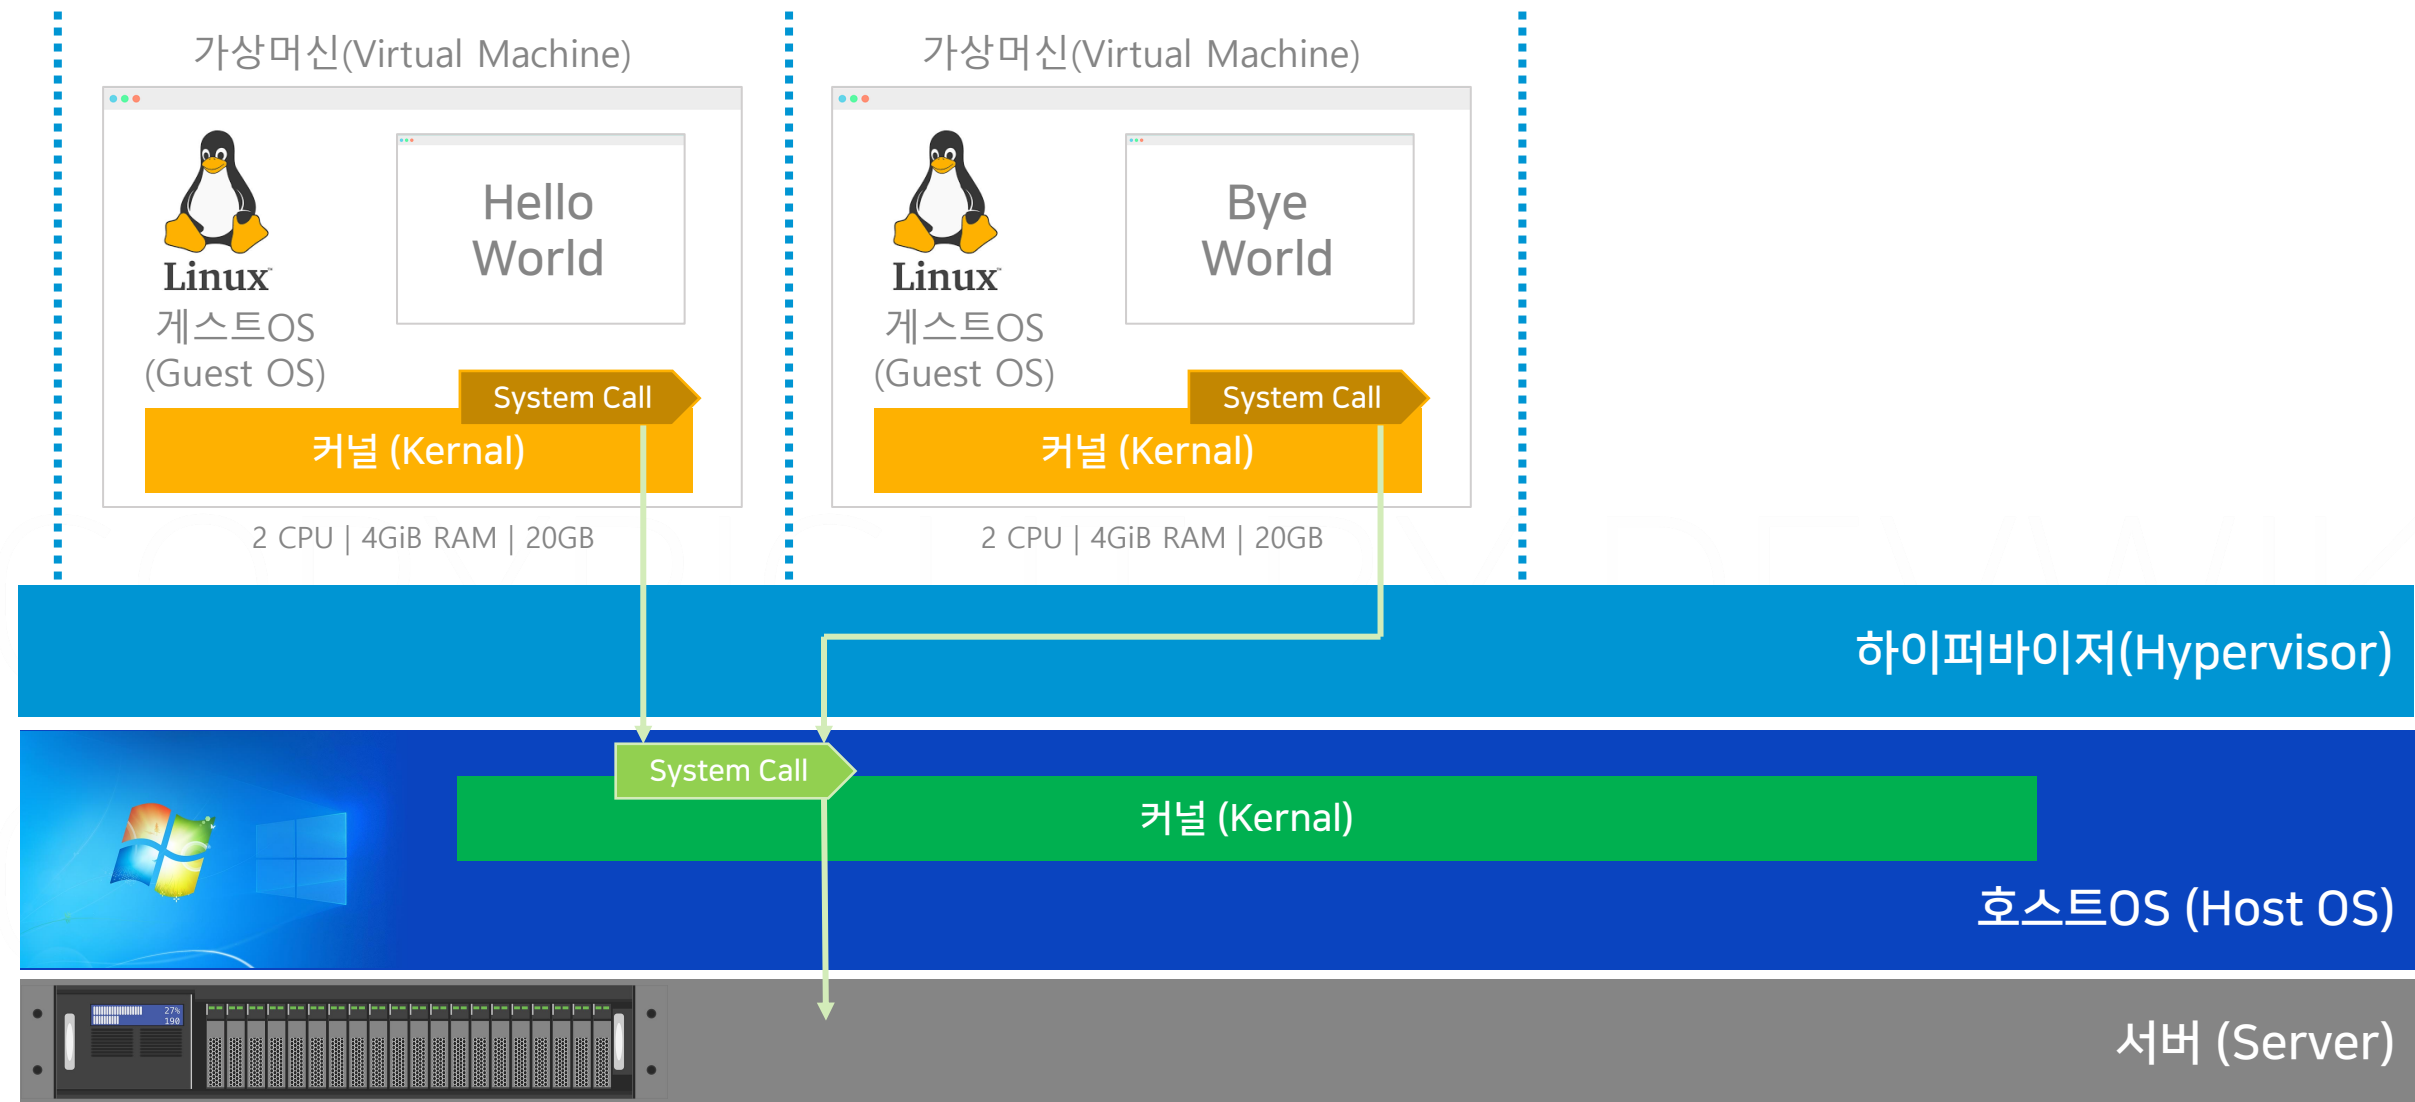 가상머신(Virtual Machine)
가상머신(Virtual Machine)
Linux
게스트OS
(Guest OS)
Hello
World
System Call
커널 (Kernal)
2 CPU | 4GiB RAM | 20GB
Linux
게스트OS
(Guest OS)
Bye
World
System Call
커널 (Kernal)
2 CPU | 4GiB RAM | 20GB
하이퍼바이저(Hypervisor)
System Call
커널 (Kernal)
호스트OS (Host OS)
27%
190
서버 (Server)